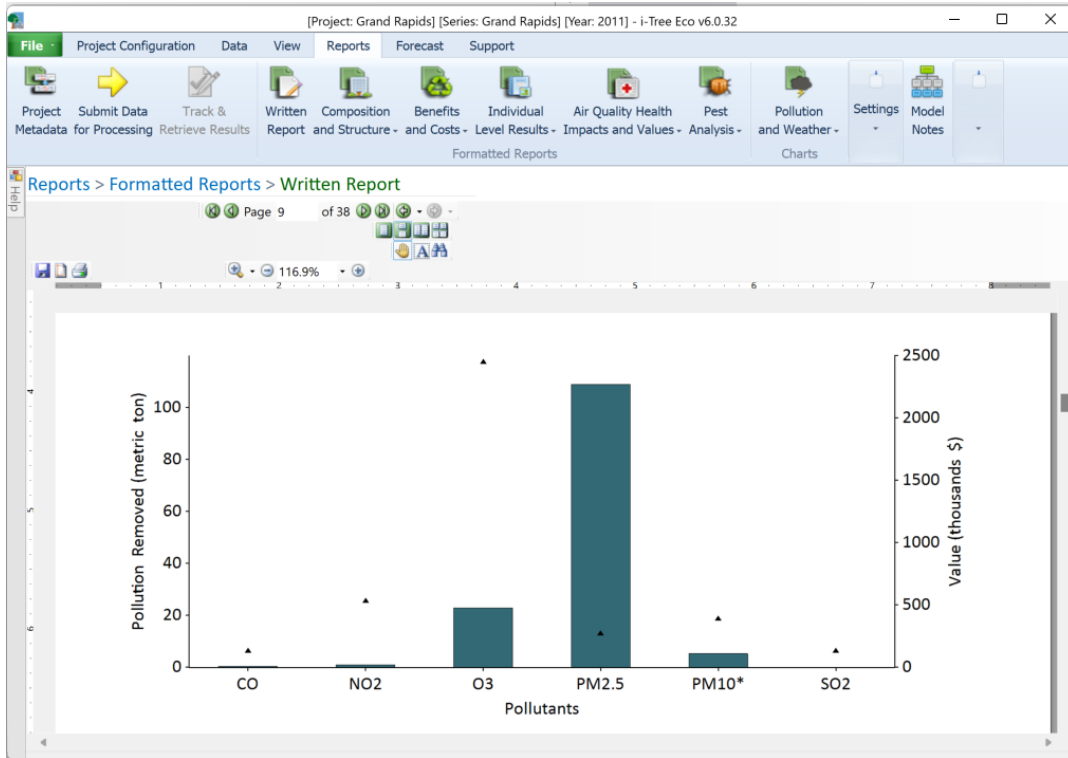 [Project: Grand Rapids] [Series: Grand Rapids] [Year: 2011] - i-Tree Eco v6.0.32
File Project Configuration Data View Reports Forecast Support
Project Submit Data Track & Written Composition Benefits Individual Air Quality Health Pest Pollution Settings Model
Metadata for Processing Retrieve Results Report and Structure and Costs Level Results Impacts and Values Analysis and Weather Notes
Formatted Reports Charts
Help
Reports > Formatted Reports > Written Report
Page 9 of 38
A
116.9%
1 2 3 4 5 6 7 8
4
5
6
Pollution Removed (metric ton)
100
80
60
40
20
0
2500
2000
1500
1000
500
0
Value (thousands $)
CO NO2 O3 PM2.5 PM10* SO2
Pollutants